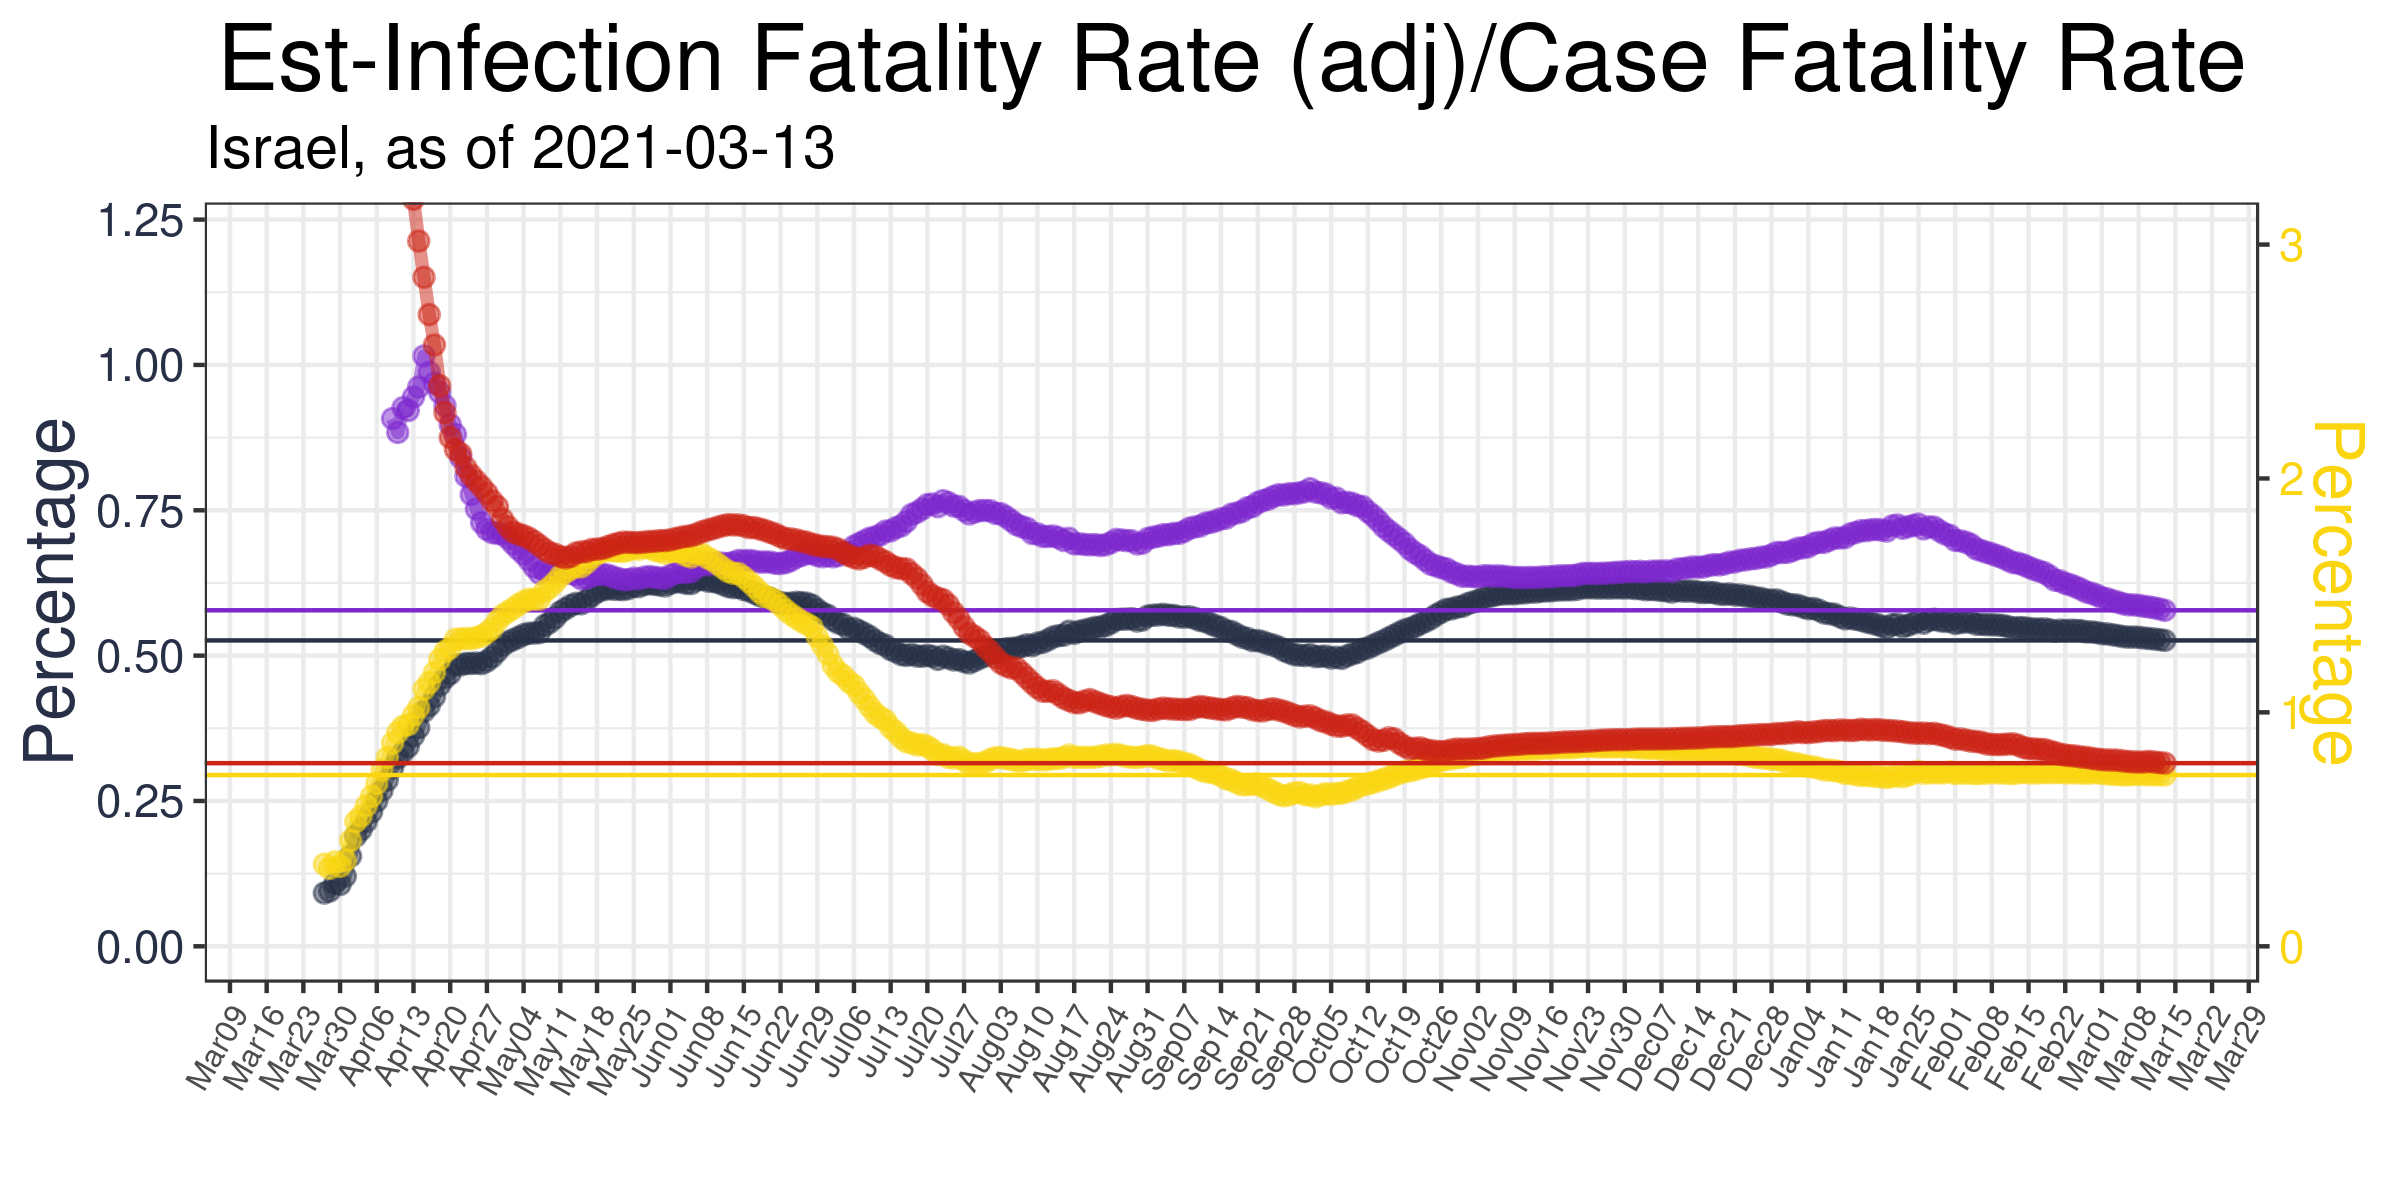 Est-Infection Fatality Rate (adj)/Case Fatality Rate
Israel, as of 2021-03-13
Percentage
1.25
1.00
0.75
0.50
0.25
0.00
3
2
1
0
Percentage
Mar09 Mar16 Mar23 Mar30 Apr06 Apr13 Apr20 Apr27 May04 May11 May18 May25 Jun01 Jun08 Jun15 Jun22 Jun29 Jul06 Jul13 Jul20 Jul27 Aug03 Aug10 Aug17 Aug24 Aug31 Sep07 Sep14 Sep21 Sep28 Oct05 Oct12 Oct19 Oct26 Nov02 Nov09 Nov16 Nov23 Nov30 Dec07 Dec14 Dec21 Dec28 Jan04 Jan11 Jan18 Jan25 Feb01 Feb08 Feb15 Feb22 Mar01 Mar08 Mar15 Mar22 Mar29